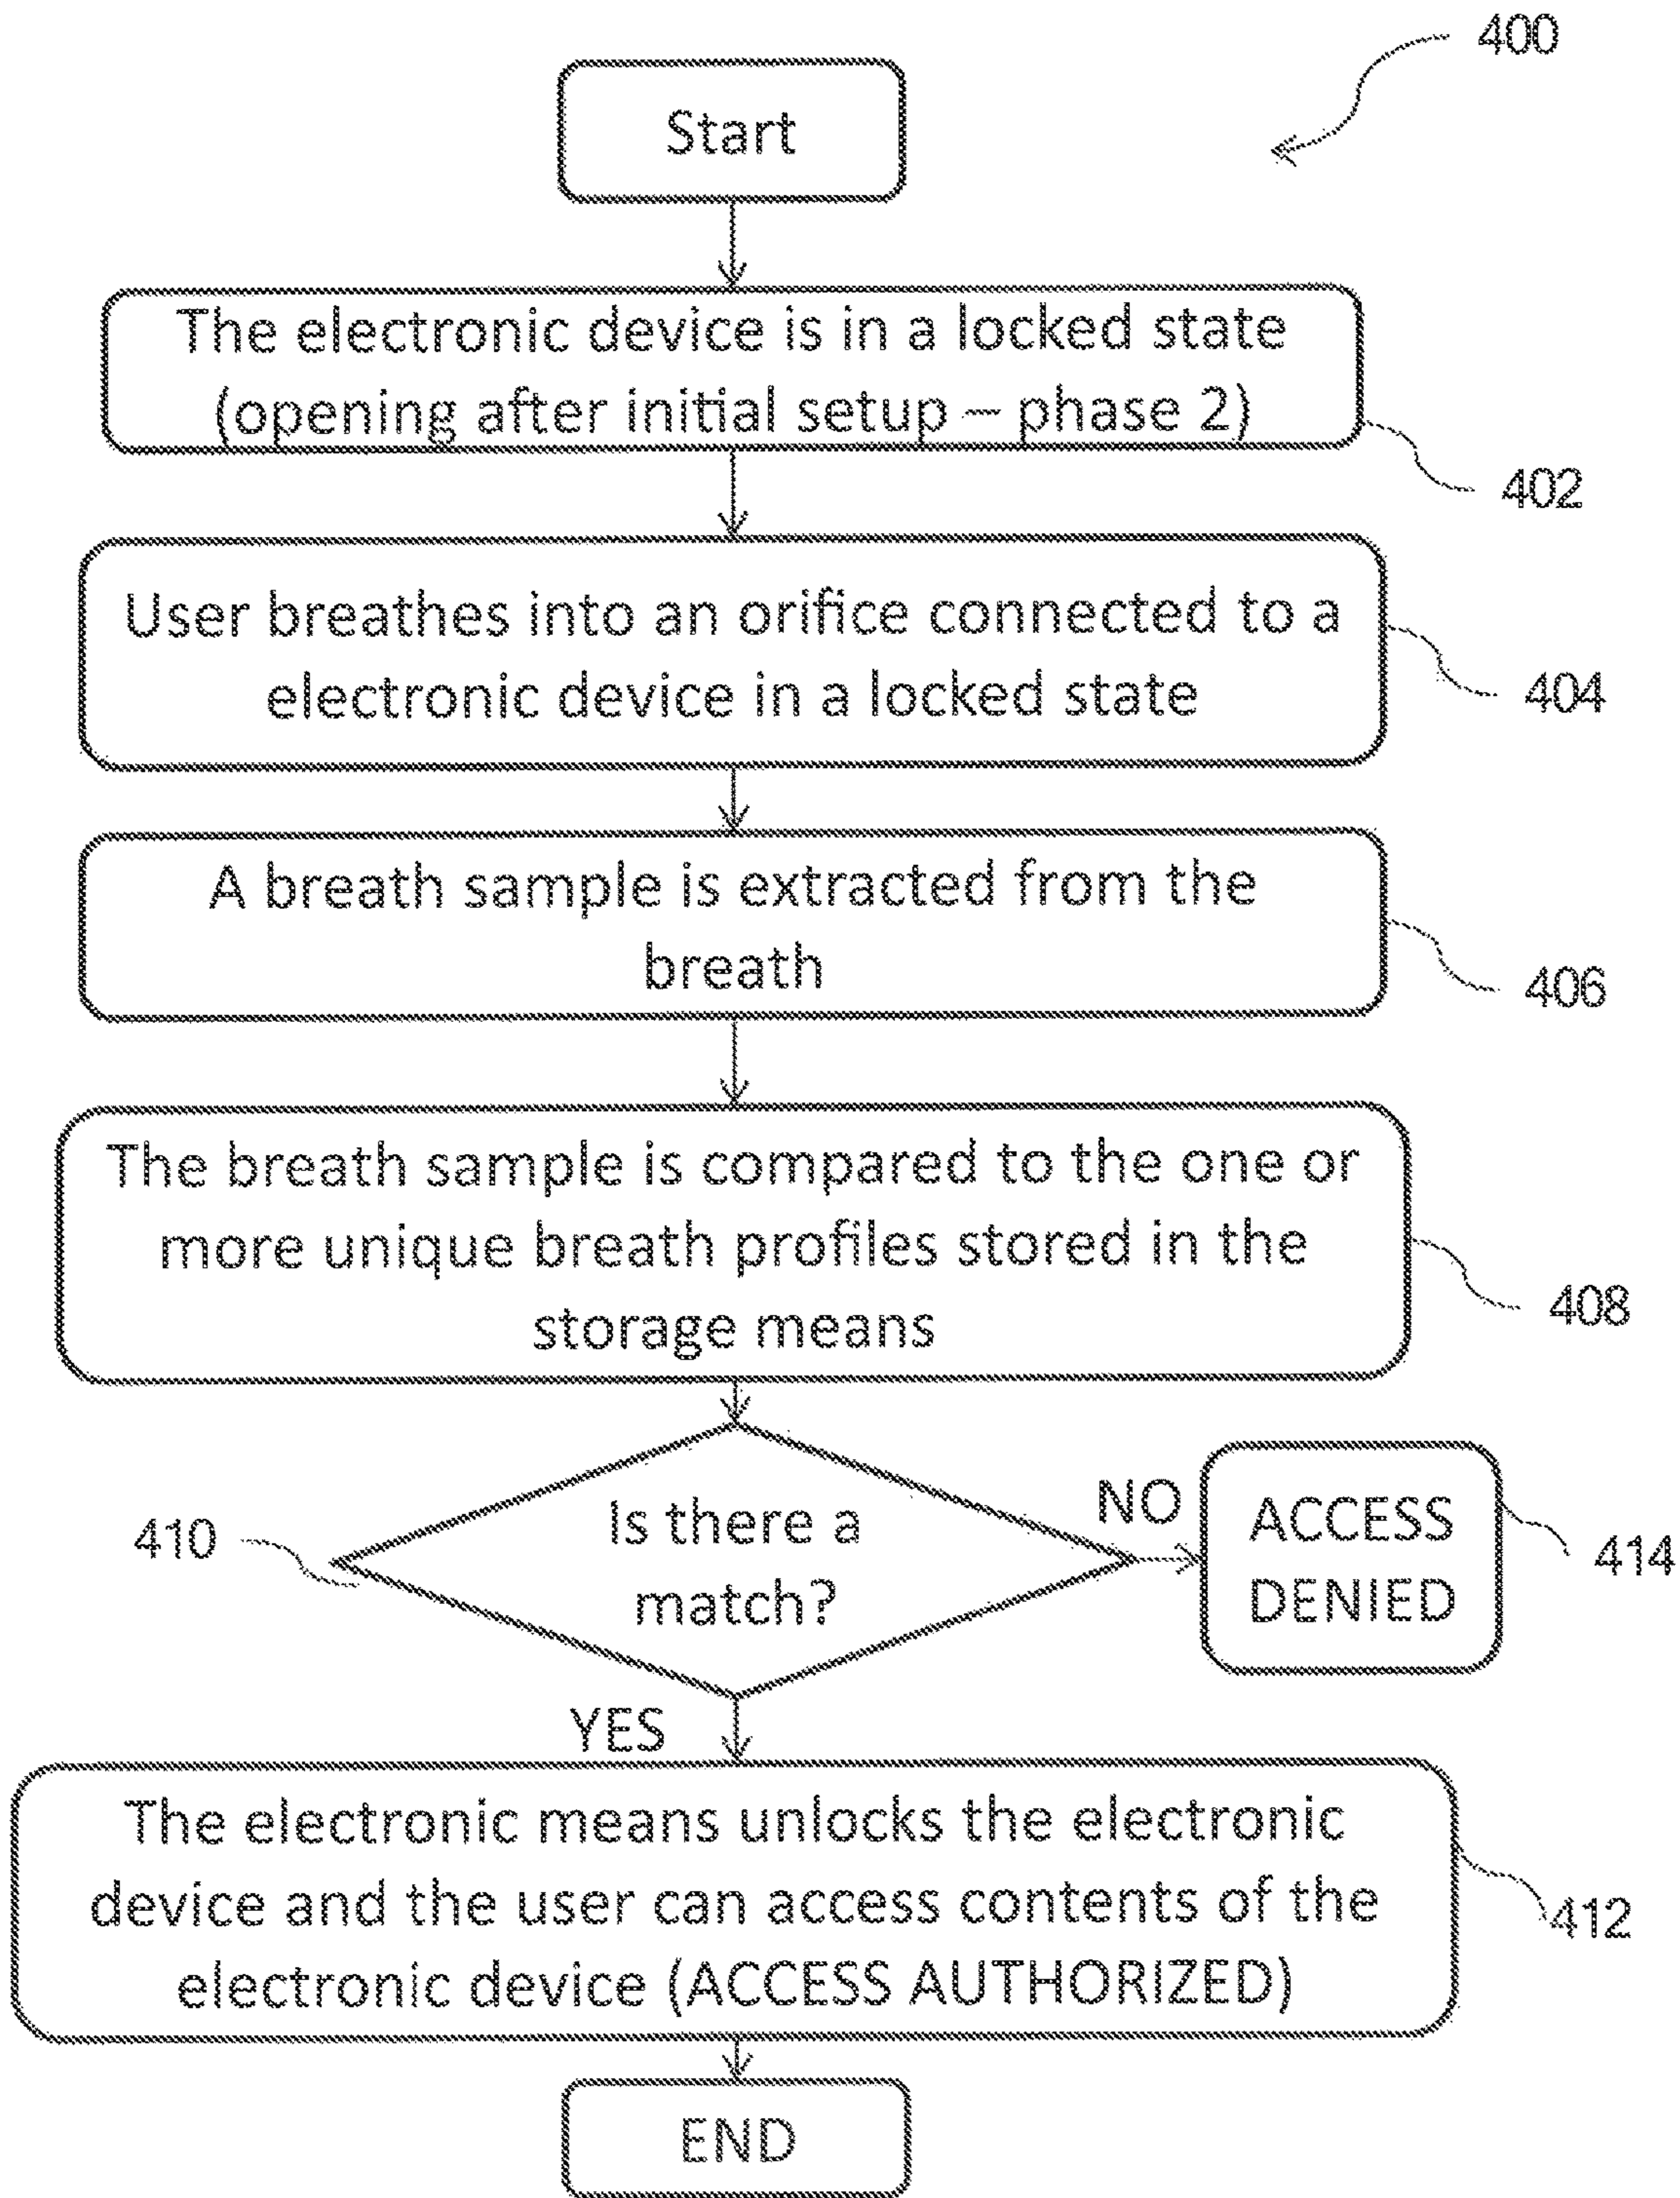 400
Start
The electronic device is in a locked state
(opening after initial setup – phase 2)
402
User breathes into an orifice connected to a
electronic device in a locked state
404
A breath sample is extracted from the
breath
406
The breath sample is compared to the one or
more unique breath profiles stored in the
storage means
408
410
Is there a
match?
NO
ACCESS
DENIED
414
YES
The electronic means unlocks the electronic
device and the user can access contents of the
electronic device (ACCESS AUTHORIZED)
412
END